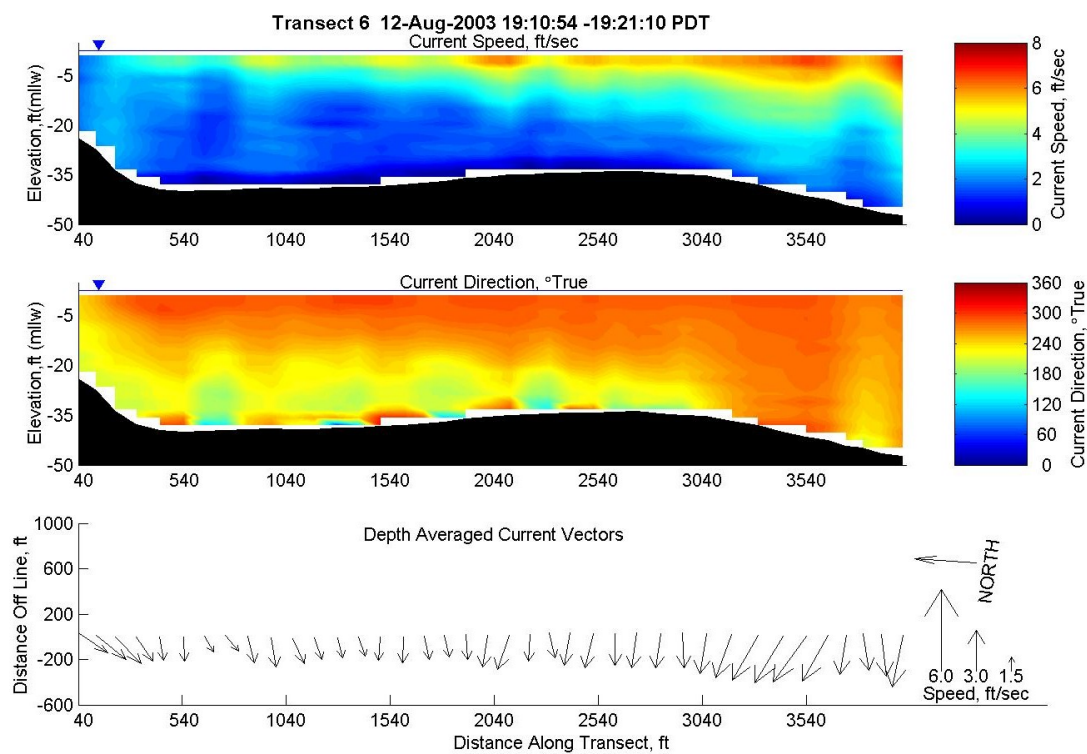 Transect 6 12-Aug-2003 19:10:54 -19:21:10 PDT
Current Speed, ft/sec
Elevation,ft(mllw)
-5
-20
-35
-50
40 540 1040 1540 2040 2540 3040 3540
8
6
4
2
0
Current Speed, ft/sec
Current Direction, °True
Elevation,ft (mllw)
-5
-20
-35
-50
40 540 1040 1540 2040 2540 3040 3540
360
300
240
180
120
60
0
Current Direction, °True
Depth Averaged Current Vectors
Distance Off Line, ft
1000
600
200
-200
-600
40 540 1040 1540 2040 2540 3040 3540
Distance Along Transect, ft
NORTH
6.0 3.0 1.5
Speed, ft/sec